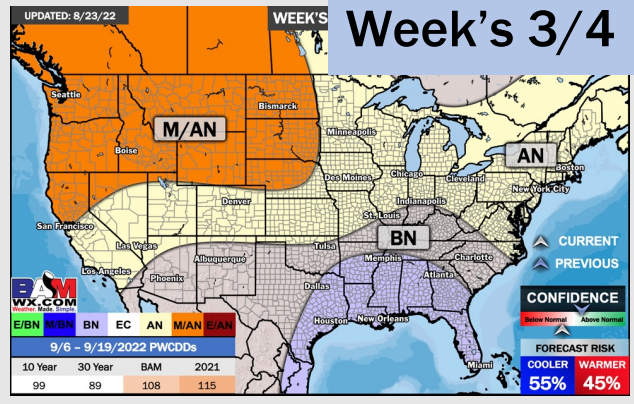 UPDATED: 8/23/22
WEEK'S
Week's 3/4
Seattle
Bismarck
M/AN
Minneapolis
Boise
AN
Boston
Des Moines
Chicago
Cleveland
New York City
Denver
Indianapolis
San Francisco
St. Louis
BN
Las Vegas
Tulsa
CURRENT
Albuquerque
Memphis
Charlotte
Los Angeles
Phoenix
Atlanta
PREVIOUS
Dallas
BAM
WX.COM
Weather. Made. Simple.
CONFIDENCE
Below Normal
Above Normal
Houston
New Orleans
E/BN M/BN BN EC AN M/AN E/AN
9/6 - 9/19/2022 PWCDDs
FORECAST RISK
Miami
COOLER WARMER
55% 45%
10 Year 30 Year BAM 2021
99 89 108 115